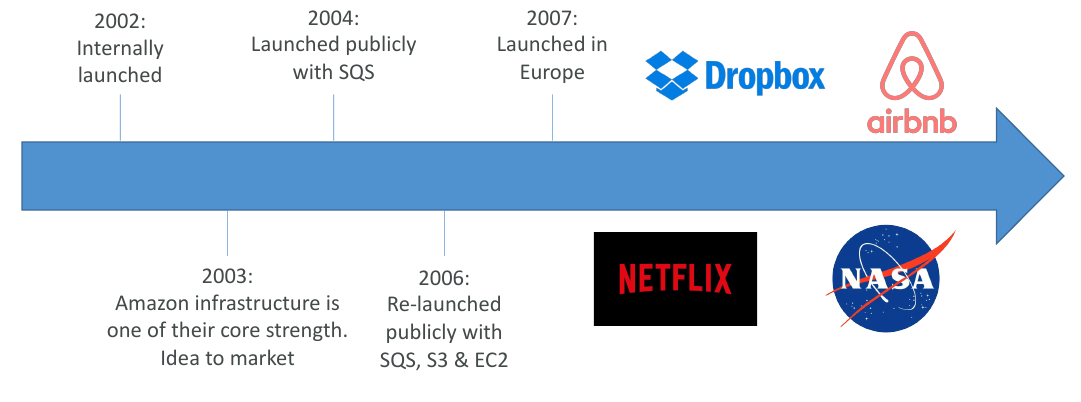 2002:
Internally
launched
2004:
Launched publicly
with SQS
2007:
Launched in
Europe
Dropbox
airbnb
2003:
Amazon infrastructure is
one of their core strength.
Idea to market
2006:
Re-launched
publicly with
SQS, S3 & EC2
NETFLIX
NASA